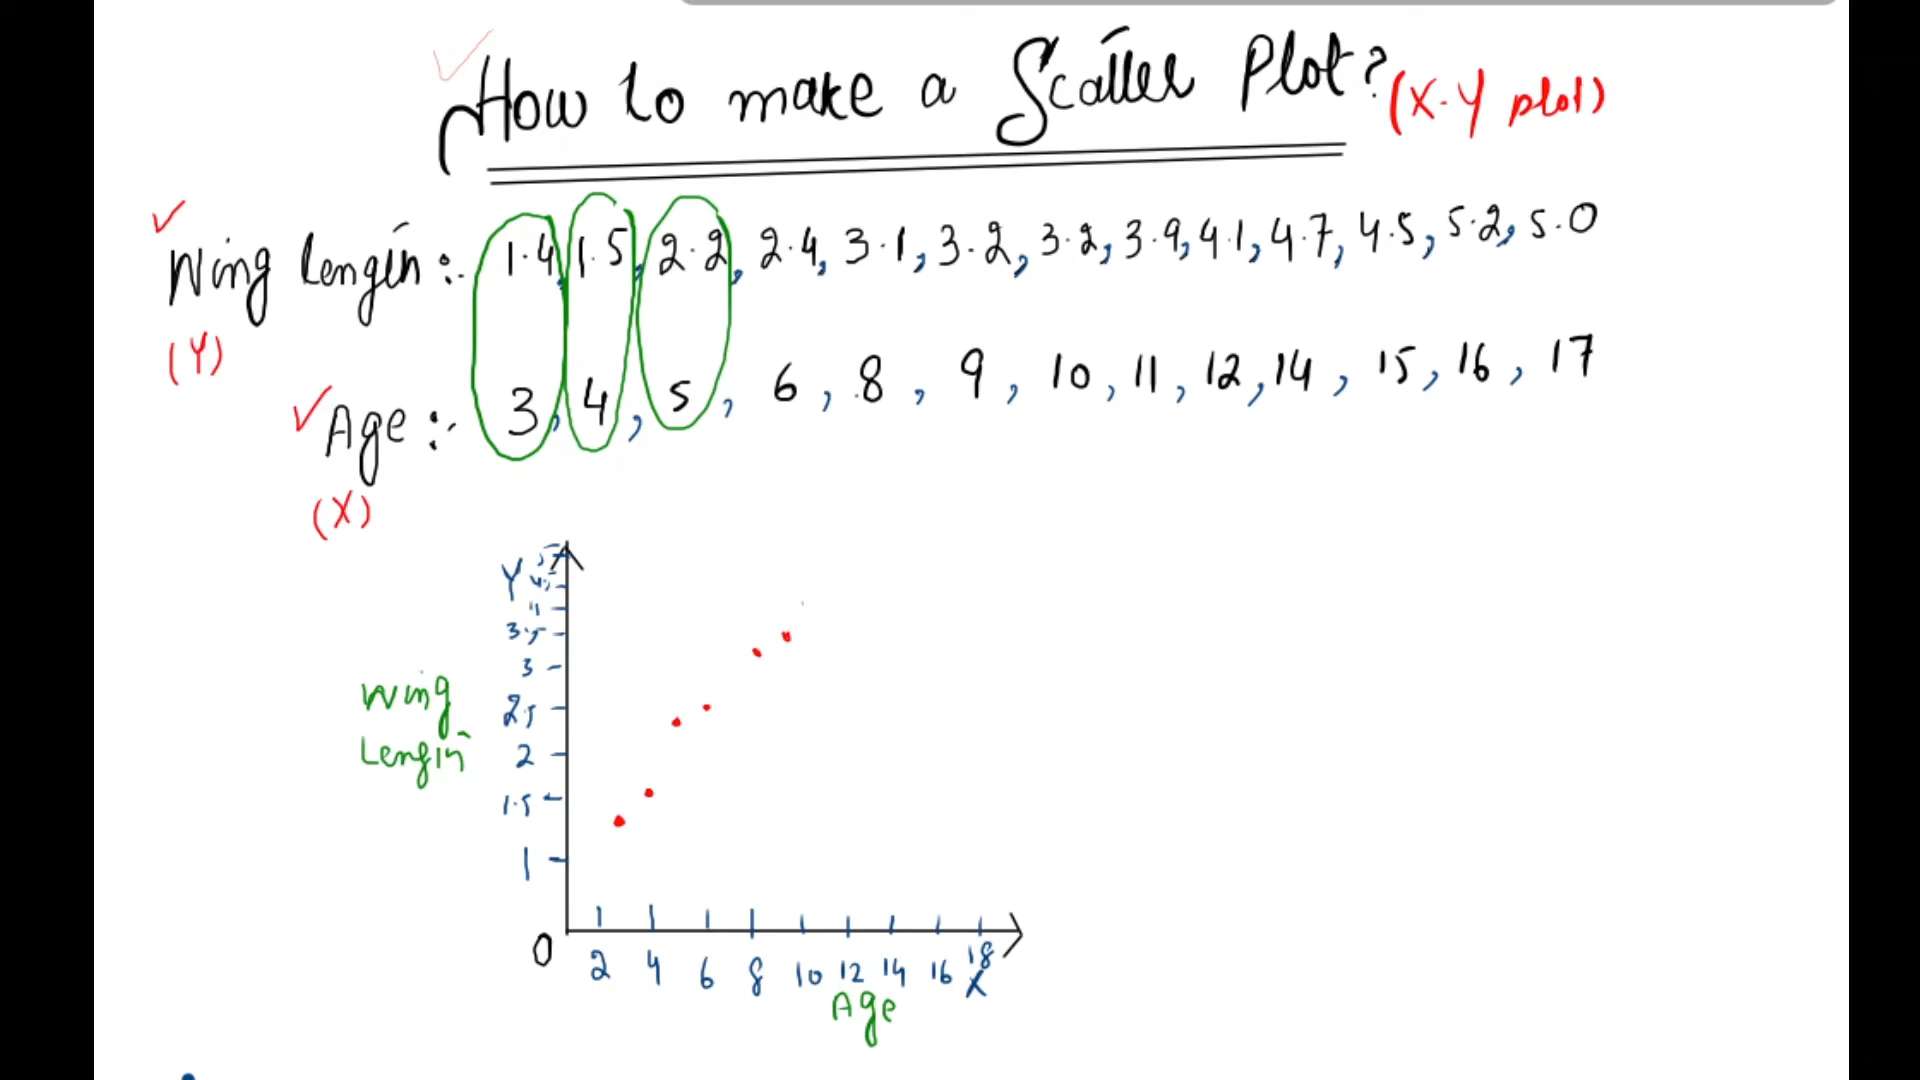 How to make a Scatter Plot? (X-Y plot)
Wing Length :- 1.4, 1.5, 2.2, 2.4, 3.1, 3.2, 3.2, 3.9, 4.1, 4.7, 4.5, 5.2, 5.0
(Y)
Age :- 3, 4, 5, 6, 8, 9, 10, 11, 12, 14, 15, 16, 17
(X)
Y
5
4.5
4
3.5
3
Wing
Length
2.5
2
1.5
1
0
2 4 6 8 10 12 14 16 18
X
Age